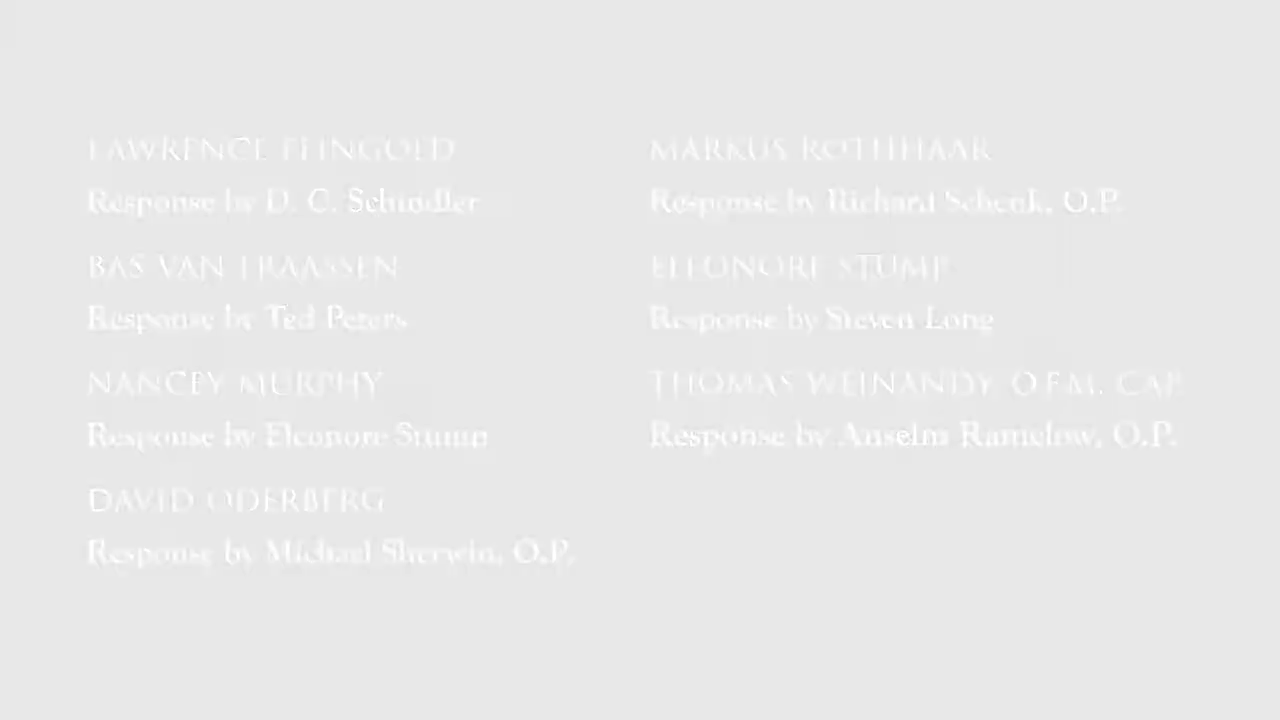 LAWRENCE FEINGOLD
Response by D. C. Schindler
BAS VAN FRAASSEN
Response by Ted Peters
NANCEY MURPHY
Response by Eleonore Stump
DAVID ODERBERG
Response by Michael Sherwin, O.P.
MARKUS ROTHHAAR
Response by Richard Schenk, O.P.
ELEONORE STUMP
Response by Steven Long
THOMAS WEINANDY, O.F.M. CAP.
Response by Anselm Ramelow, O.P.